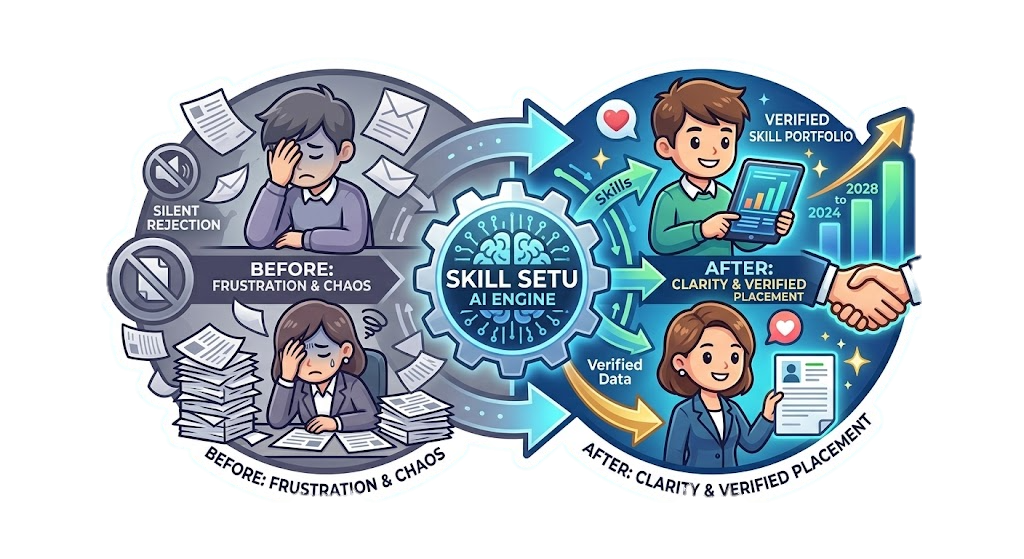 SILENT
REJECTION
BEFORE:
FRUSTRATION & CHAOS
BEFORE: FRUSTRATION & CHAOS
SKILL SETU
AI ENGINE
Skills
Verified
Data
VERIFIED
SKILL PORTFOLIO
2028
to
2024
AFTER:
CLARITY & VERIFIED
PLACEMENT
AFTER: CLARITY & VERIFIED PLACEMENT